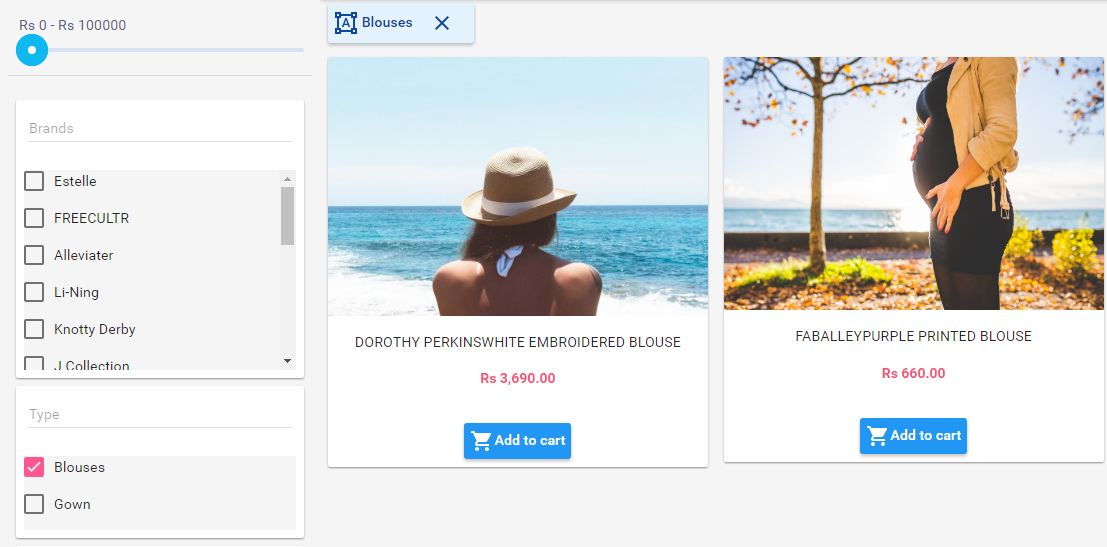 Rs 0 - Rs 100000
Brands
Estelle
FREECULTR
Alleviater
Li-Ning
Knotty Derby
J Collection
Type
Blouses
Gown
A Blouses
DOROTHY PERKINSWHITE EMBROIDERED BLOUSE
Rs 3,690.00
Add to cart
FABALLEYPURPLE PRINTED BLOUSE
Rs 660.00
Add to cart